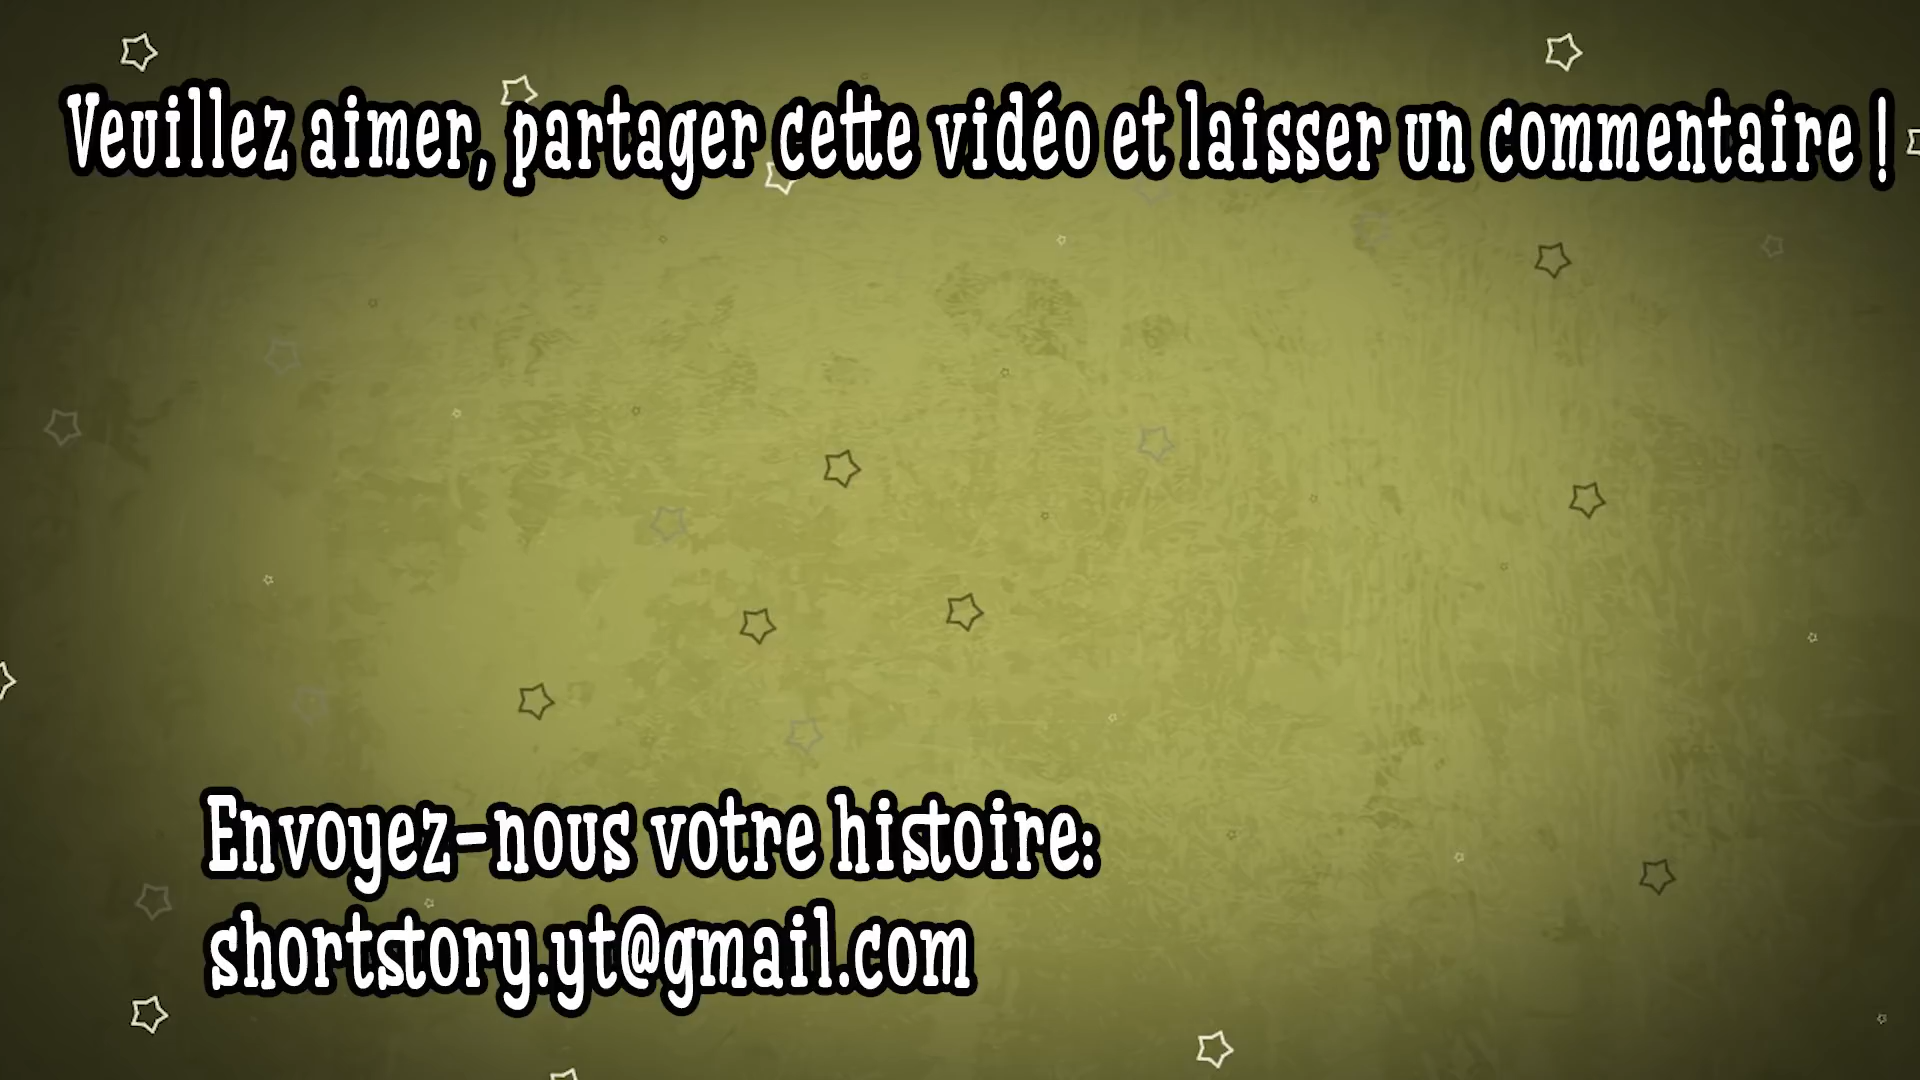 Veuillez aimer, partager cette vidéo et laisser un commentaire !
Envoyez-nous votre histoire:
shortstory.yt@gmail.com